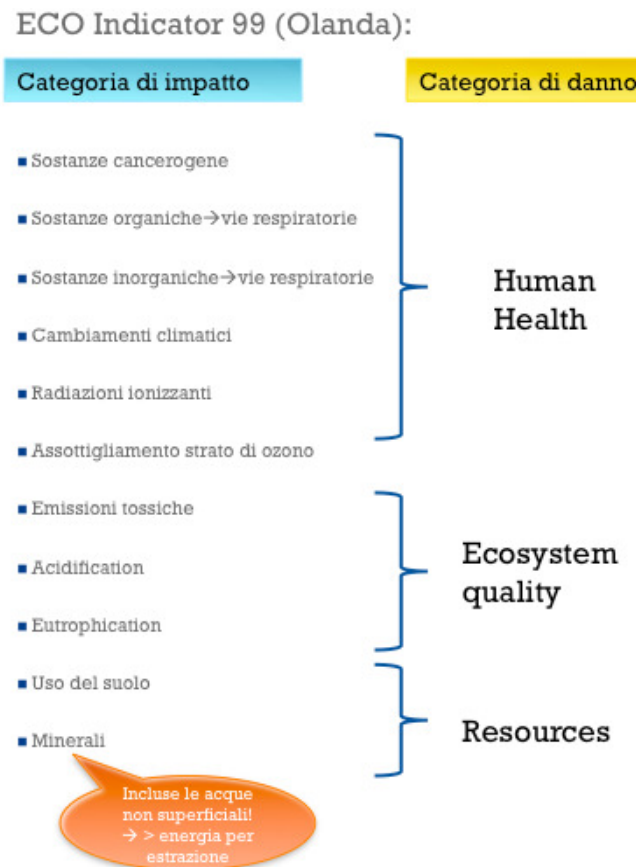 ECO Indicator 99 (Olanda):
Categoria di impatto
Categoria di danno
Sostanze cancerogene
Sostanze organiche→vie respiratorie
Sostanze inorganiche→vie respiratorie
Cambiamenti climatici
Radiazioni ionizzanti
Assottigliamento strato di ozono
Emissioni tossiche
Acidification
Eutrophication
Uso del suolo
Minerali
Human
Health
Ecosystem
quality
Resources
Incluse le acque
non superficiali!
→ > energia per
estrazione